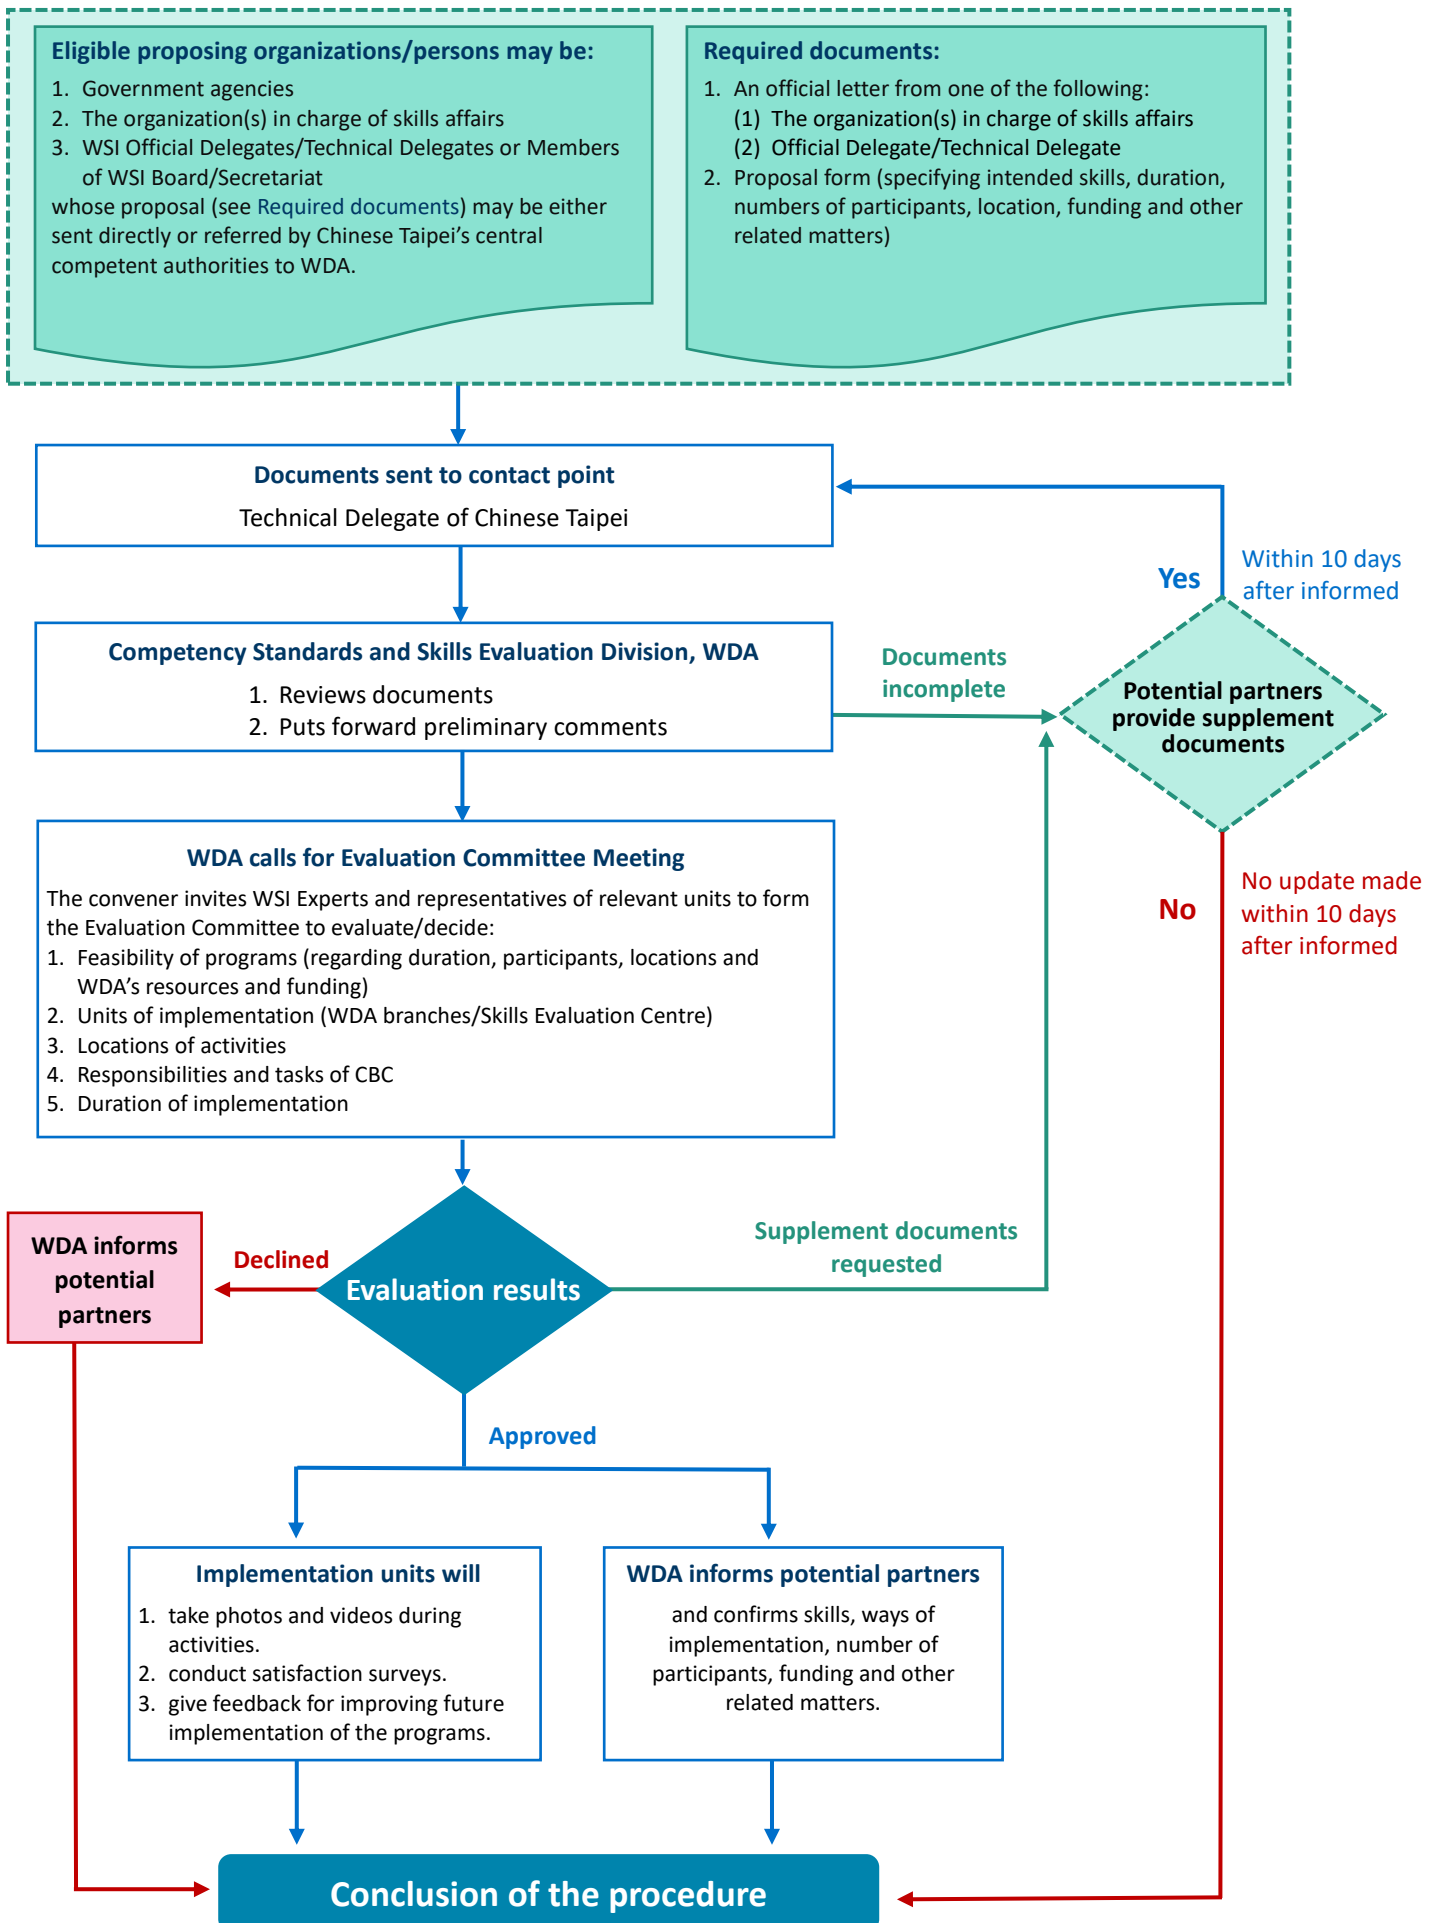 Eligible proposing organizations/persons may be:
1. Government agencies
2. The organization(s) in charge of skills affairs
3. WSI Official Delegates/Technical Delegates or Members
of WSI Board/Secretariat
whose proposal (see Required documents) may be either
sent directly or referred by Chinese Taipei’s central
competent authorities to WDA.
Required documents:
1. An official letter from one of the following:
(1) The organization(s) in charge of skills affairs
(2) Official Delegate/Technical Delegate
2. Proposal form (specifying intended skills, duration,
numbers of participants, location, funding and other
related matters)
Documents sent to contact point
Technical Delegate of Chinese Taipei
Yes
Within 10 days
after informed
Competency Standards and Skills Evaluation Division, WDA
1. Reviews documents
2. Puts forward preliminary comments
Documents
incomplete
Potential partners
provide supplement
documents
WDA calls for Evaluation Committee Meeting
The convener invites WSI Experts and representatives of relevant units to form
the Evaluation Committee to evaluate/decide:
1. Feasibility of programs (regarding duration, participants, locations and
WDA’s resources and funding)
2. Units of implementation (WDA branches/Skills Evaluation Centre)
3. Locations of activities
4. Responsibilities and tasks of CBC
5. Duration of implementation
No
No update made
within 10 days
after informed
WDA informs
potential
partners
Declined
Evaluation results
Supplement documents
requested
Approved
Implementation units will
1. take photos and videos during
activities.
2. conduct satisfaction surveys.
3. give feedback for improving future
implementation of the programs.
WDA informs potential partners
and confirms skills, ways of
implementation, number of
participants, funding and other
related matters.
Conclusion of the procedure